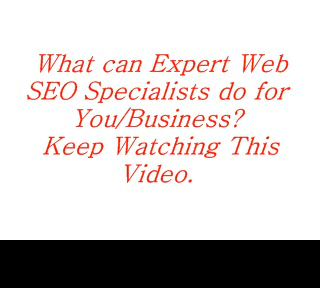 What can Expert Web
SEO Specialists do for
You/Business?
Keep Watching This
Video.